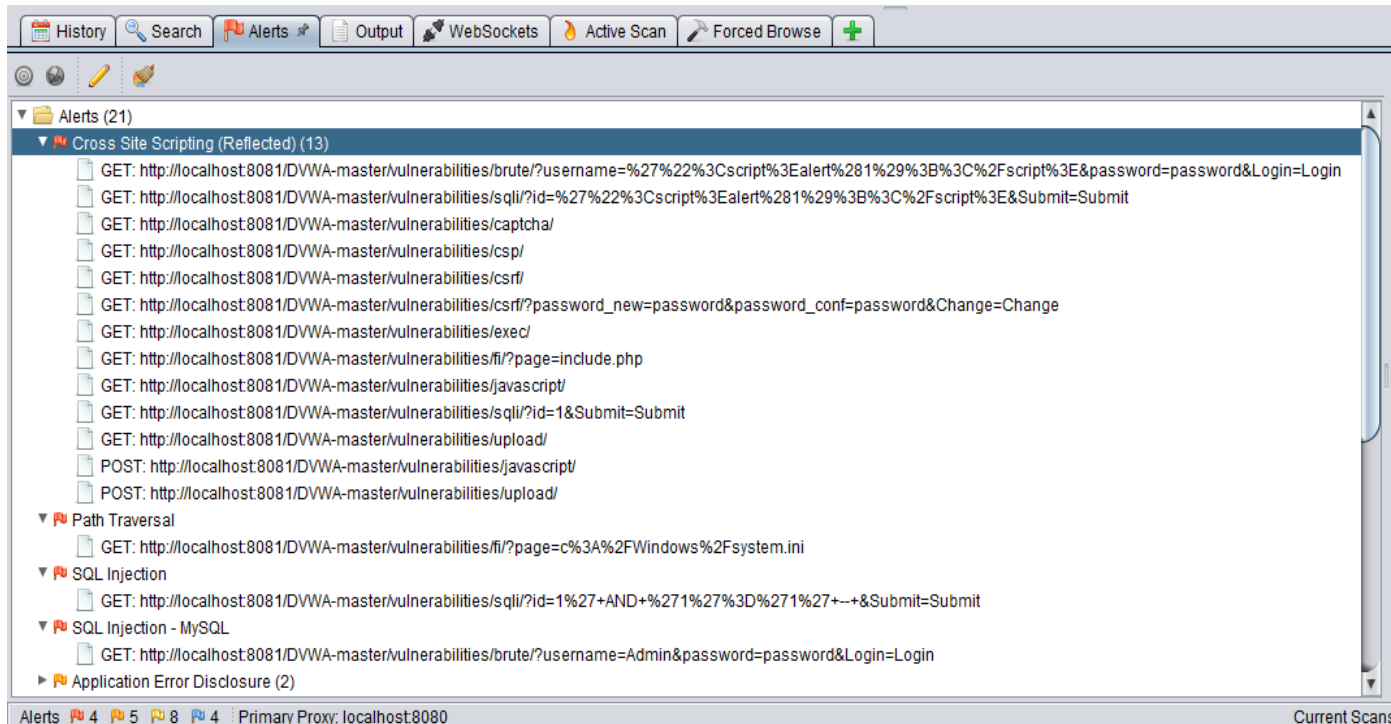 History Search Alerts Output WebSockets Active Scan Forced Browse
Alerts (21)
Cross Site Scripting (Reflected) (13)
GET: http://localhost:8081/DVWA-master/vulnerabilities/brute/?username=%27%22%3Cscript%3Ealert%281%29%3B%3C%2Fscript%3E&password=password&Login=Login
GET: http://localhost:8081/DVWA-master/vulnerabilities/sqli/?id=%27%22%3Cscript%3Ealert%281%29%3B%3C%2Fscript%3E&Submit=Submit
GET: http://localhost:8081/DVWA-master/vulnerabilities/captcha/
GET: http://localhost:8081/DVWA-master/vulnerabilities/csp/
GET: http://localhost:8081/DVWA-master/vulnerabilities/csrf/
GET: http://localhost:8081/DVWA-master/vulnerabilities/csrf/?password_new=password&password_conf=password&Change=Change
GET: http://localhost:8081/DVWA-master/vulnerabilities/exec/
GET: http://localhost:8081/DVWA-master/vulnerabilities/fi/?page=include.php
GET: http://localhost:8081/DVWA-master/vulnerabilities/javascript/
GET: http://localhost:8081/DVWA-master/vulnerabilities/sqli/?id=1&Submit=Submit
GET: http://localhost:8081/DVWA-master/vulnerabilities/upload/
POST: http://localhost:8081/DVWA-master/vulnerabilities/javascript/
POST: http://localhost:8081/DVWA-master/vulnerabilities/upload/
Path Traversal
GET: http://localhost:8081/DVWA-master/vulnerabilities/fi/?page=c%3A%2FWindows%2Fsystem.ini
SQL Injection
GET: http://localhost:8081/DVWA-master/vulnerabilities/sqli/?id=1%27+AND+%271%27%3D%271%27+--+&Submit=Submit
SQL Injection - MySQL
GET: http://localhost:8081/DVWA-master/vulnerabilities/brute/?username=Admin&password=password&Login=Login
Application Error Disclosure (2)
Alerts 4 5 8 4 Primary Proxy: localhost:8080 Current Scans